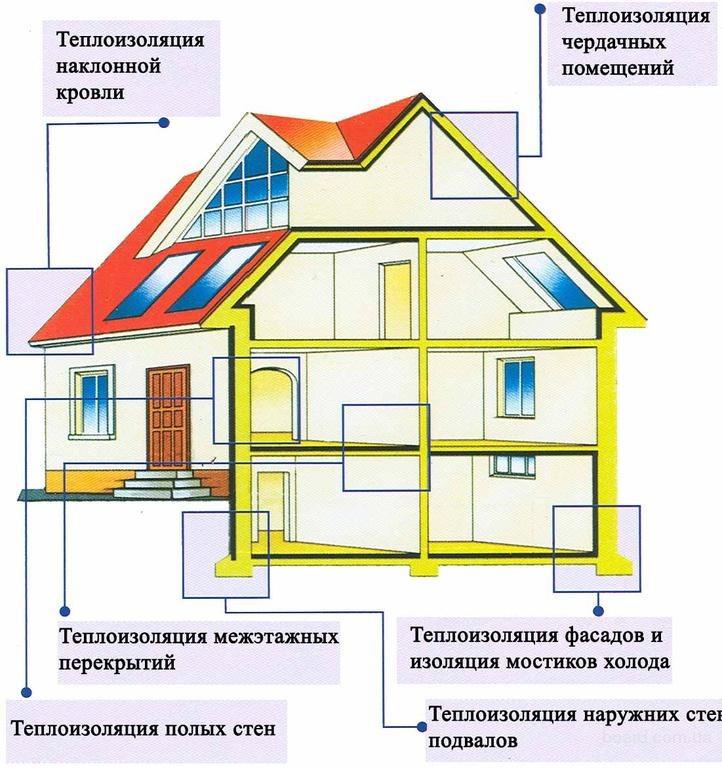 Теплоизоляция
наклонной
кровли
Теплоизоляция
чердачных
помещений
Теплоизоляция межэтажных
перекрытий
Теплоизоляция фасадов и
изоляция мостиков холода
Теплоизоляция полых стен
Теплоизоляция наружних стен
подвалов
board.com.ua